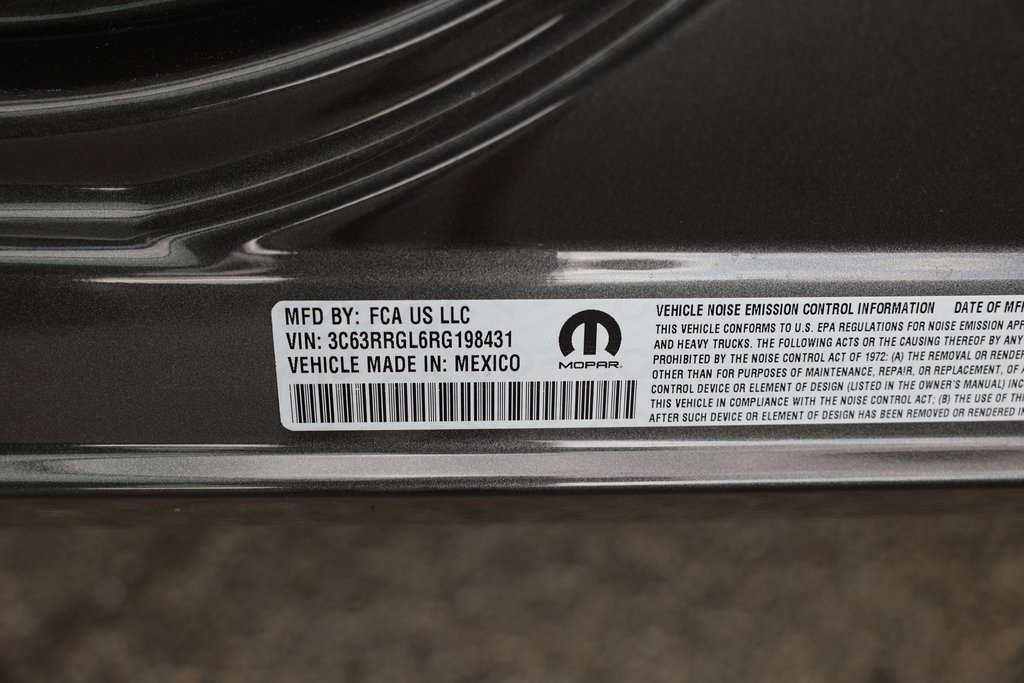 MFD BY: FCA US LLC
VIN: 3C63RRGL6RG198431
VEHICLE MADE IN: MEXICO
MOPAR
VEHICLE NOISE EMISSION CONTROL INFORMATION DATE OF
THIS VEHICLE CONFORMS TO U.S. EPA REGULATIONS FOR NOISE EMISSION
AND HEAVY TRUCKS. THE FOLLOWING ACTS OR THE CAUSING THEREOF BY ANY
PROHIBITED BY THE NOISE CONTROL ACT OF 1972: (A) THE REMOVAL OR
OTHER THAN FOR PURPOSES OF MAINTENANCE, REPAIR, OR REPLACEMENT, OF
CONTROL DEVICE OR ELEMENT OF DESIGN (LISTED IN THE OWNER'S MANUAL)
THIS VEHICLE IN COMPLIANCE WITH THE NOISE CONTROL ACT; (B) THE USE OF
AFTER SUCH DEVICE OR ELEMENT OF DESIGN HAS BEEN REMOVED OR RENDERED